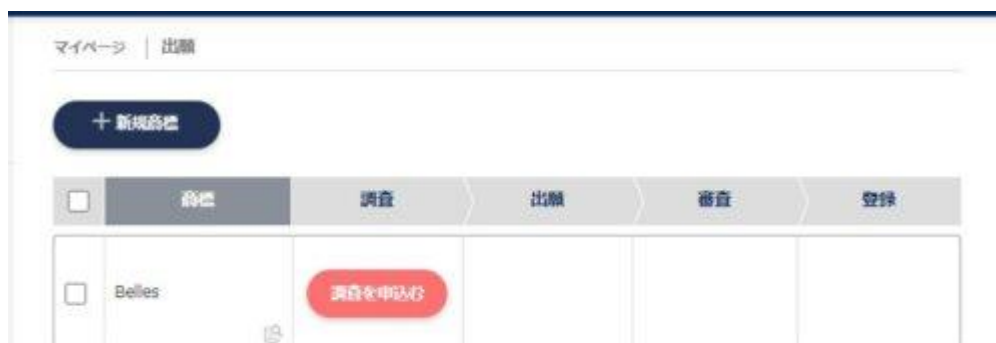 マイページ | 出願
+ 新規商標
商標 調査 出願 審査 登録
Belles 調査を申込む